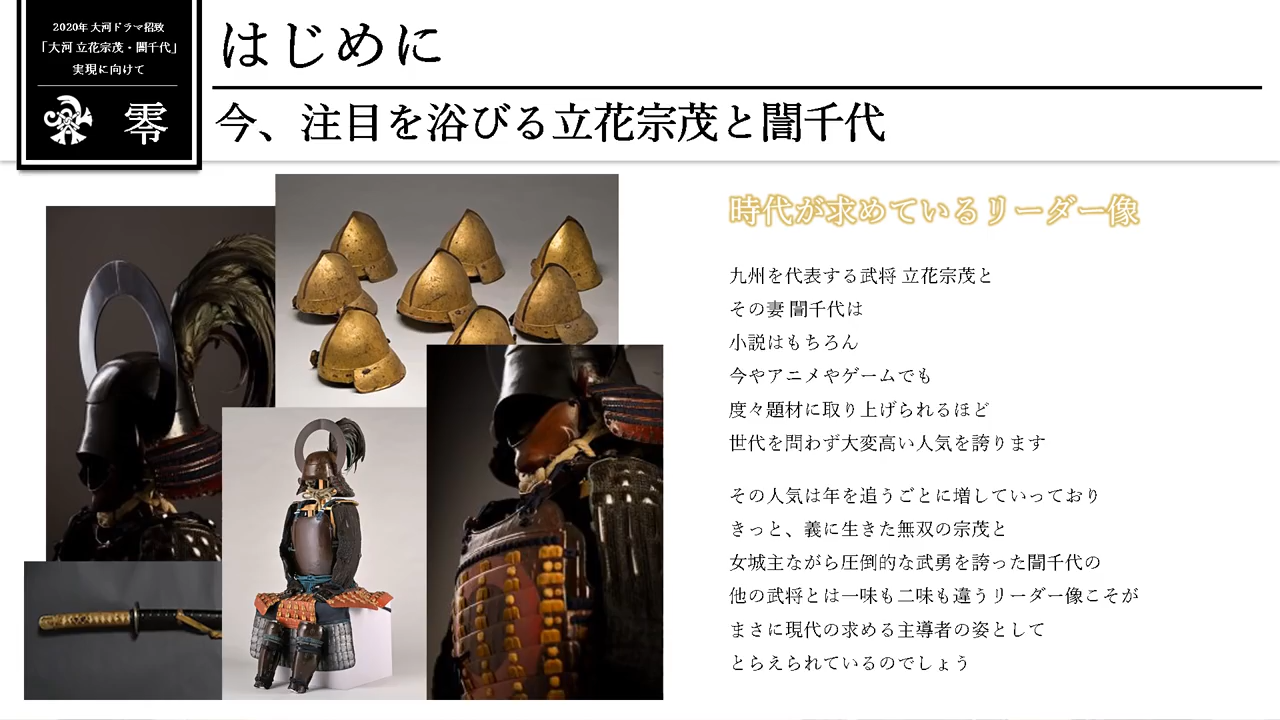 2020年 大河ドラマ招致
「大河 立花宗茂・誾千代」
実現に向けて
零
はじめに
今、注目を浴びる立花宗茂と誾千代
時代が求めているリーダー像
九州を代表する武将 立花宗茂と
その妻 誾千代は
小説はもちろん
今やアニメやゲームでも
度々題材に取り上げられるほど
世代を問わず大変高い人気を誇ります
その人気は年を追うごとに増していっており
きっと、義に生きた無双の宗茂と
女城主ながら圧倒的な武勇を誇った誾千代の
他の武将とは一味も二味も違うリーダー像こそが
まさに現代の求める主導者の姿として
とらえられているのでしょう